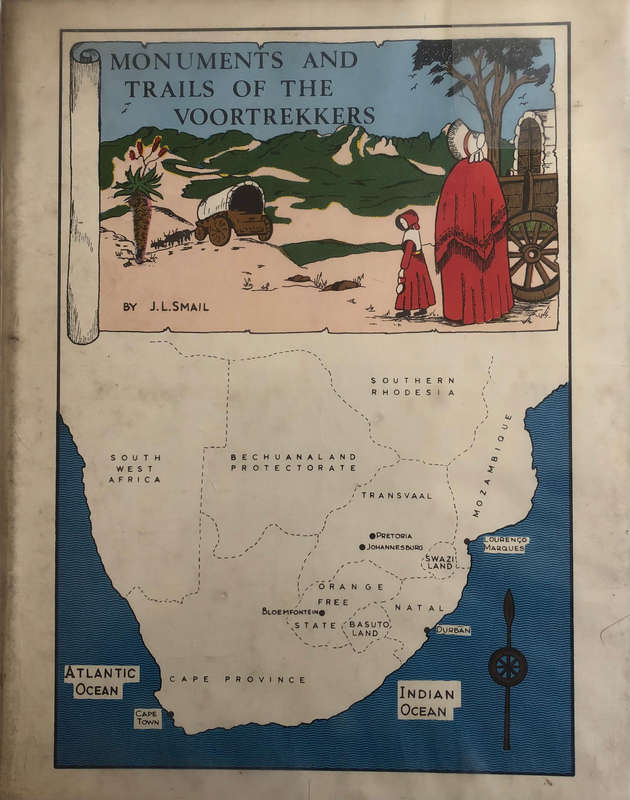 MONUMENTS AND
TRAILS OF THE
VOORTREKKERS
BY J.L.SMAIL
SOUTHERN
RHODESIA
SOUTH
WEST
AFRICA
BECHUANALAND
PROTECTORATE
MOZAMBIQUE
TRANSVAAL
PRETORIA
JOHANNESBURG
LOURENÇO
MARQUES
SWAZI
LAND
ORANGE
FREE
STATE
BLOEMFONTEIN
NATAL
BASUTO
LAND
DURBAN
ATLANTIC
OCEAN
CAPE PROVINCE
INDIAN
OCEAN
CAPE
TOWN